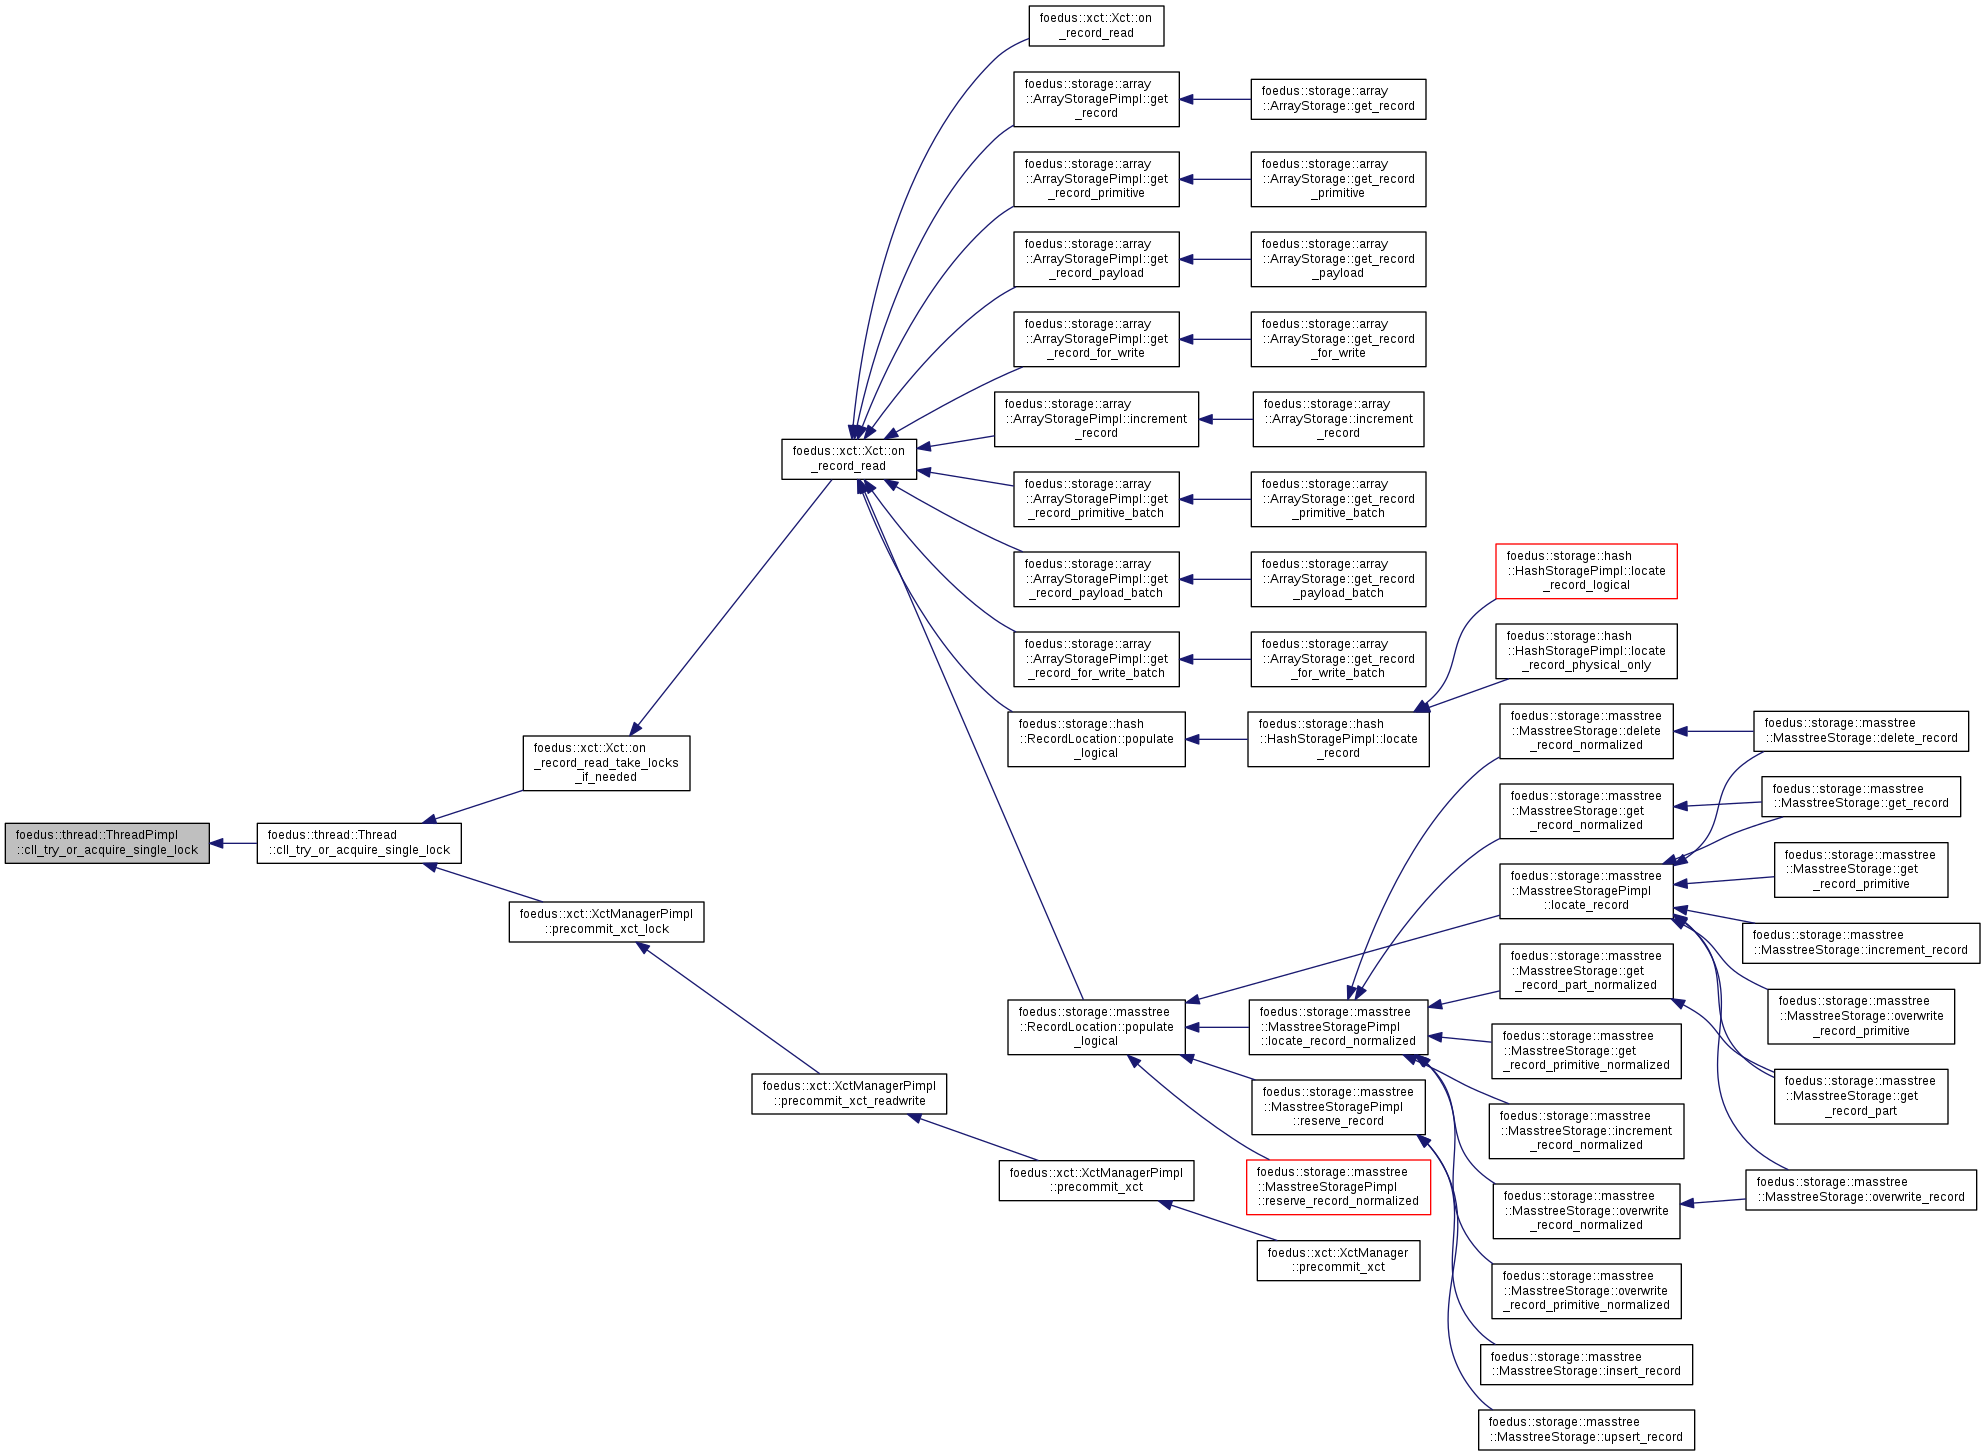 foedus::xct::Xct::on
_record_read
foedus::storage::array
::ArrayStoragePimpl::get
_record
foedus::storage::array
::ArrayStorage::get_record
foedus::storage::array
::ArrayStoragePimpl::get
_record_primitive
foedus::storage::array
::ArrayStorage::get_record
_primitive
foedus::storage::array
::ArrayStoragePimpl::get
_record_payload
foedus::storage::array
::ArrayStorage::get_record
_payload
foedus::storage::array
::ArrayStoragePimpl::get
_record_for_write
foedus::storage::array
::ArrayStorage::get_record
_for_write
foedus::storage::array
::ArrayStoragePimpl::increment
_record
foedus::storage::array
::ArrayStorage::increment
_record
foedus::xct::Xct::on
_record_read
foedus::storage::array
::ArrayStoragePimpl::get
_record_primitive_batch
foedus::storage::array
::ArrayStorage::get_record
_primitive_batch
foedus::storage::array
::ArrayStoragePimpl::get
_record_payload_batch
foedus::storage::array
::ArrayStorage::get_record
_payload_batch
foedus::storage::hash
::HashStoragePimpl::locate
_record_logical
foedus::storage::array
::ArrayStoragePimpl::get
_record_for_write_batch
foedus::storage::array
::ArrayStorage::get_record
_for_write_batch
foedus::storage::hash
::HashStoragePimpl::locate
_record_physical_only
foedus::storage::hash
::RecordLocation::populate
_logical
foedus::storage::hash
::HashStoragePimpl::locate
_record
foedus::storage::masstree
::MasstreeStorage::delete
_record_normalized
foedus::storage::masstree
::MasstreeStorage::delete_record
foedus::xct::Xct::on
_record_read_take_locks
_if_needed
foedus::storage::masstree
::MasstreeStorage::get
_record_normalized
foedus::storage::masstree
::MasstreeStorage::get_record
foedus::thread::ThreadPimpl
::cll_try_or_acquire_single_lock
foedus::thread::Thread
::cll_try_or_acquire_single_lock
foedus::storage::masstree
::MasstreeStoragePimpl
::locate_record
foedus::storage::masstree
::MasstreeStorage::get
_record_primitive
foedus::xct::XctManagerPimpl
::precommit_xct_lock
foedus::storage::masstree
::MasstreeStorage::increment_record
foedus::storage::masstree
::MasstreeStorage::get
_record_part_normalized
foedus::storage::masstree
::MasstreeStorage::overwrite
_record_primitive
foedus::storage::masstree
::RecordLocation::populate
_logical
foedus::storage::masstree
::MasstreeStoragePimpl
::locate_record_normalized
foedus::storage::masstree
::MasstreeStorage::get
_record_primitive_normalized
foedus::xct::XctManagerPimpl
::precommit_xct_readwrite
foedus::storage::masstree
::MasstreeStoragePimpl
::reserve_record
foedus::storage::masstree
::MasstreeStorage::get
_record_part
foedus::storage::masstree
::MasstreeStorage::increment
_record_normalized
foedus::xct::XctManagerPimpl
::precommit_xct
foedus::storage::masstree
::MasstreeStoragePimpl
::reserve_record_normalized
foedus::storage::masstree
::MasstreeStorage::overwrite
_record_normalized
foedus::storage::masstree
::MasstreeStorage::overwrite_record
foedus::xct::XctManager
::precommit_xct
foedus::storage::masstree
::MasstreeStorage::overwrite
_record_primitive_normalized
foedus::storage::masstree
::MasstreeStorage::insert_record
foedus::storage::masstree
::MasstreeStorage::upsert_record